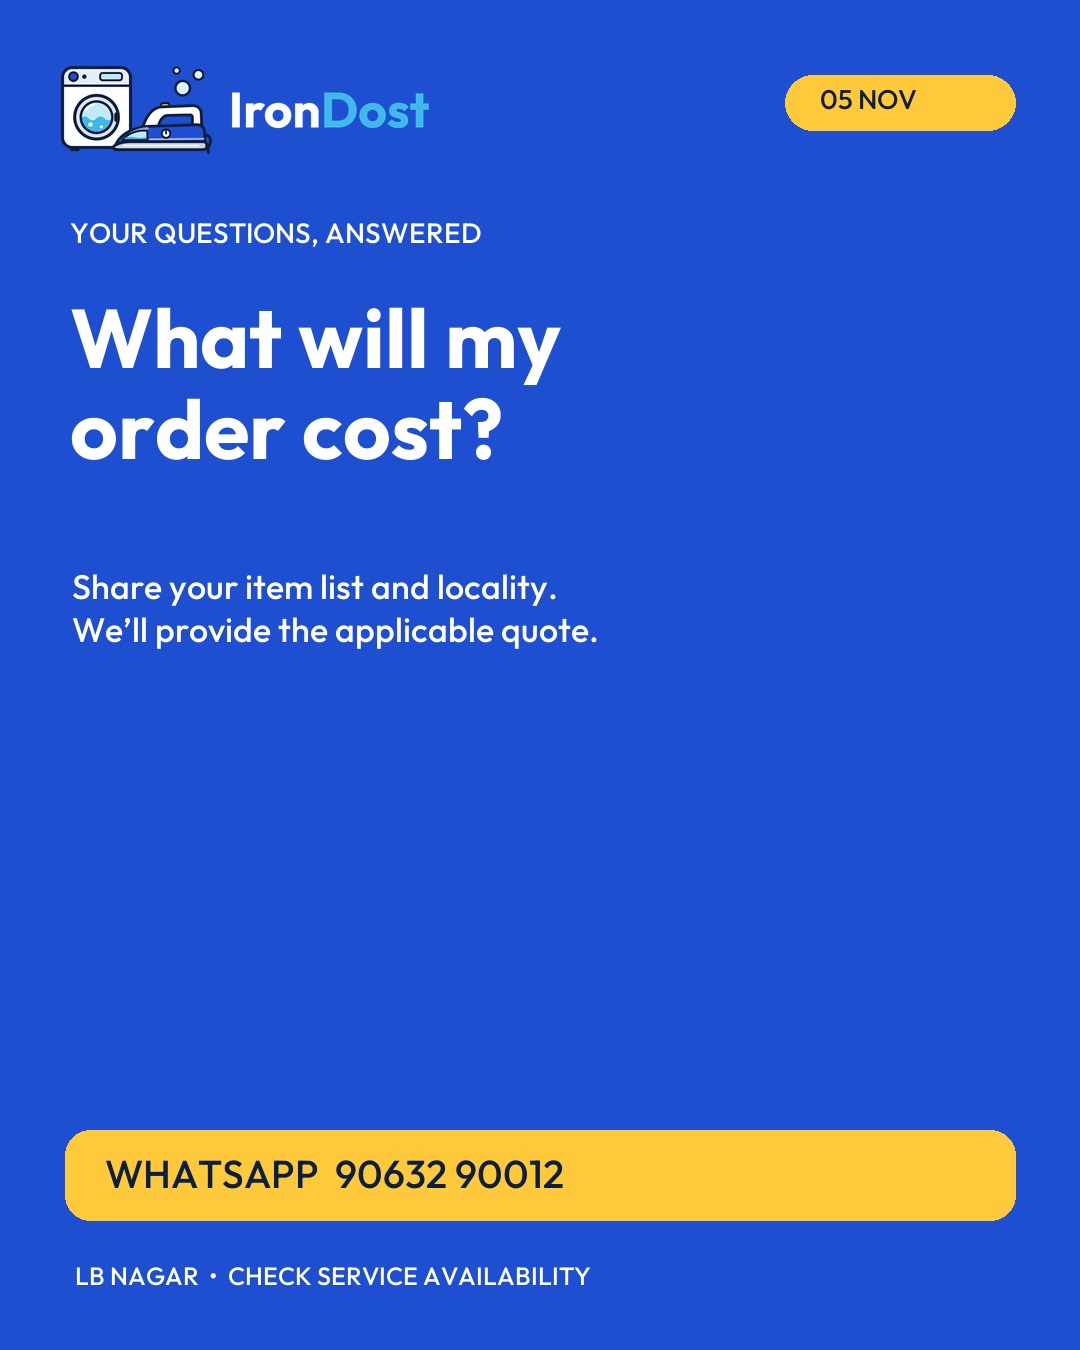 IronDost
05 NOV
YOUR QUESTIONS, ANSWERED
What will my
order cost?
Share your item list and locality.
We’ll provide the applicable quote.
WHATSAPP 90632 90012
LB NAGAR • CHECK SERVICE AVAILABILITY